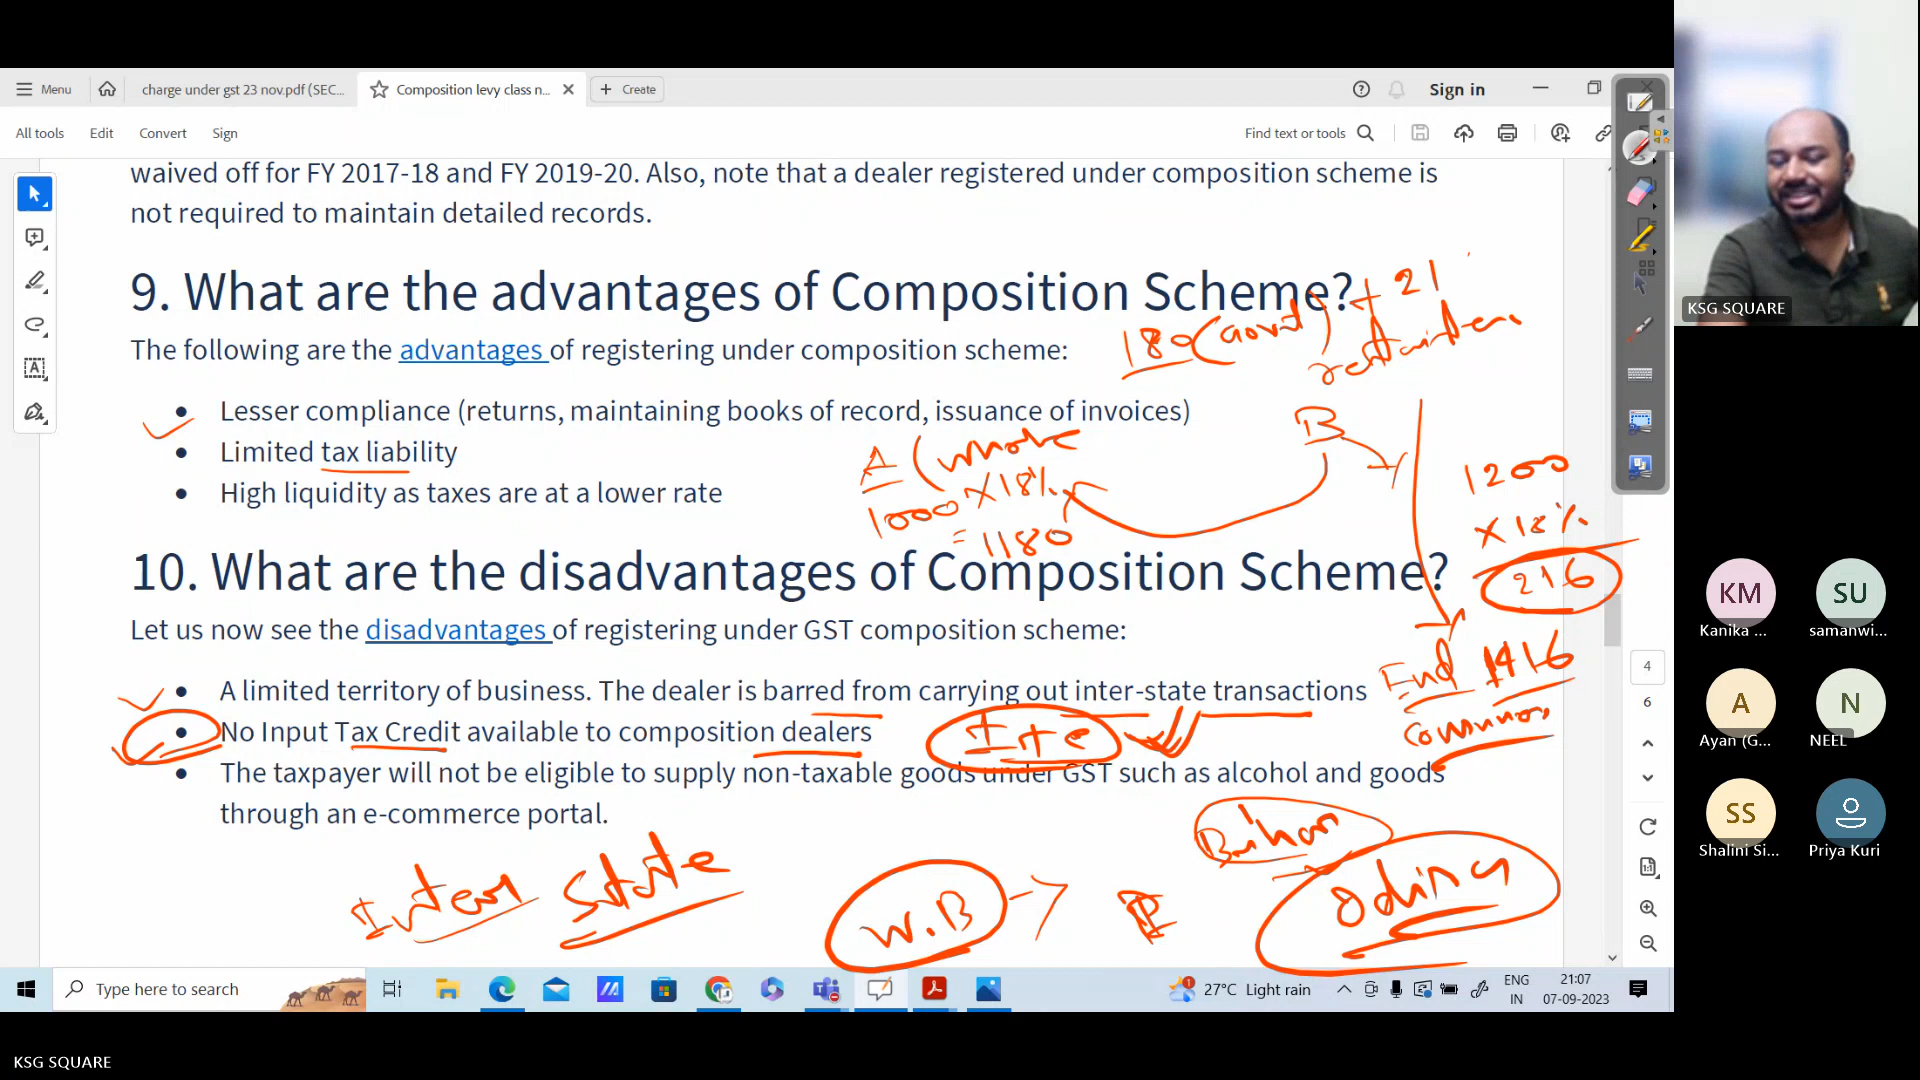 Menu
charge under gst 23 nov.pdf (SEC...
Composition levy class n...
Create
Sign in
All tools
Edit
Convert
Sign
Find text or tools
waived off for FY 2017-18 and FY 2019-20. Also, note that a dealer registered under composition scheme is
not required to maintain detailed records.
9. What are the advantages of Composition Scheme?
+ 21
180 (Govt)
The following are the advantages of registering under composition scheme:
• Lesser compliance (returns, maintaining books of record, issuance of invoices)
B
• Limited tax liability
A (
1200
• High liquidity as taxes are at a lower rate
1000 X 18%
= 1180
X 18%
216
10. What are the disadvantages of Composition Scheme?
Let us now see the disadvantages of registering under GST composition scheme:
End 1416
• A limited territory of business. The dealer is barred from carrying out inter-state transactions
• No Input Tax Credit available to composition dealers
• The taxpayer will not be eligible to supply non-taxable goods under GST such as alcohol and goods
through an e-commerce portal.
Bihar
State
W.B
4
6
KSG SQUARE
KM
Kanika ...
SU
samanwi...
A
Ayan (G...
N
NEEL
SS
Shalini Si...
Priya Kuri
Type here to search
27°C Light rain
ENG
IN
21:07
07-09-2023
KSG SQUARE